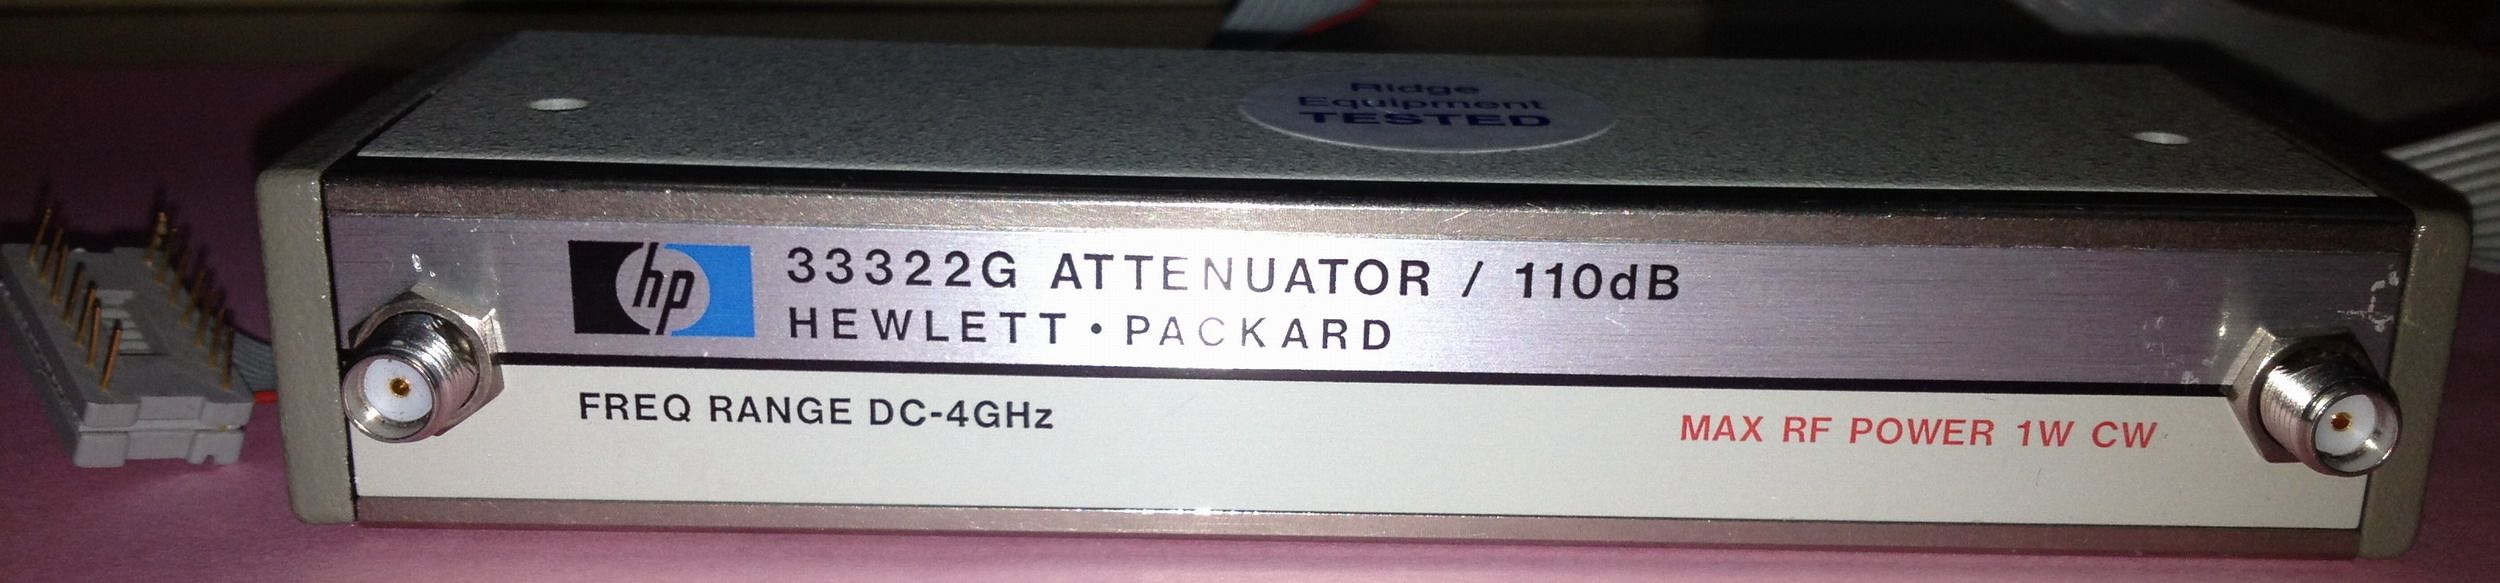 Ridge
Equipment
TESTED
hp 33322G ATTENUATOR / 110dB
HEWLETT • PACKARD
FREQ RANGE DC-4GHz
MAX RF POWER 1W CW